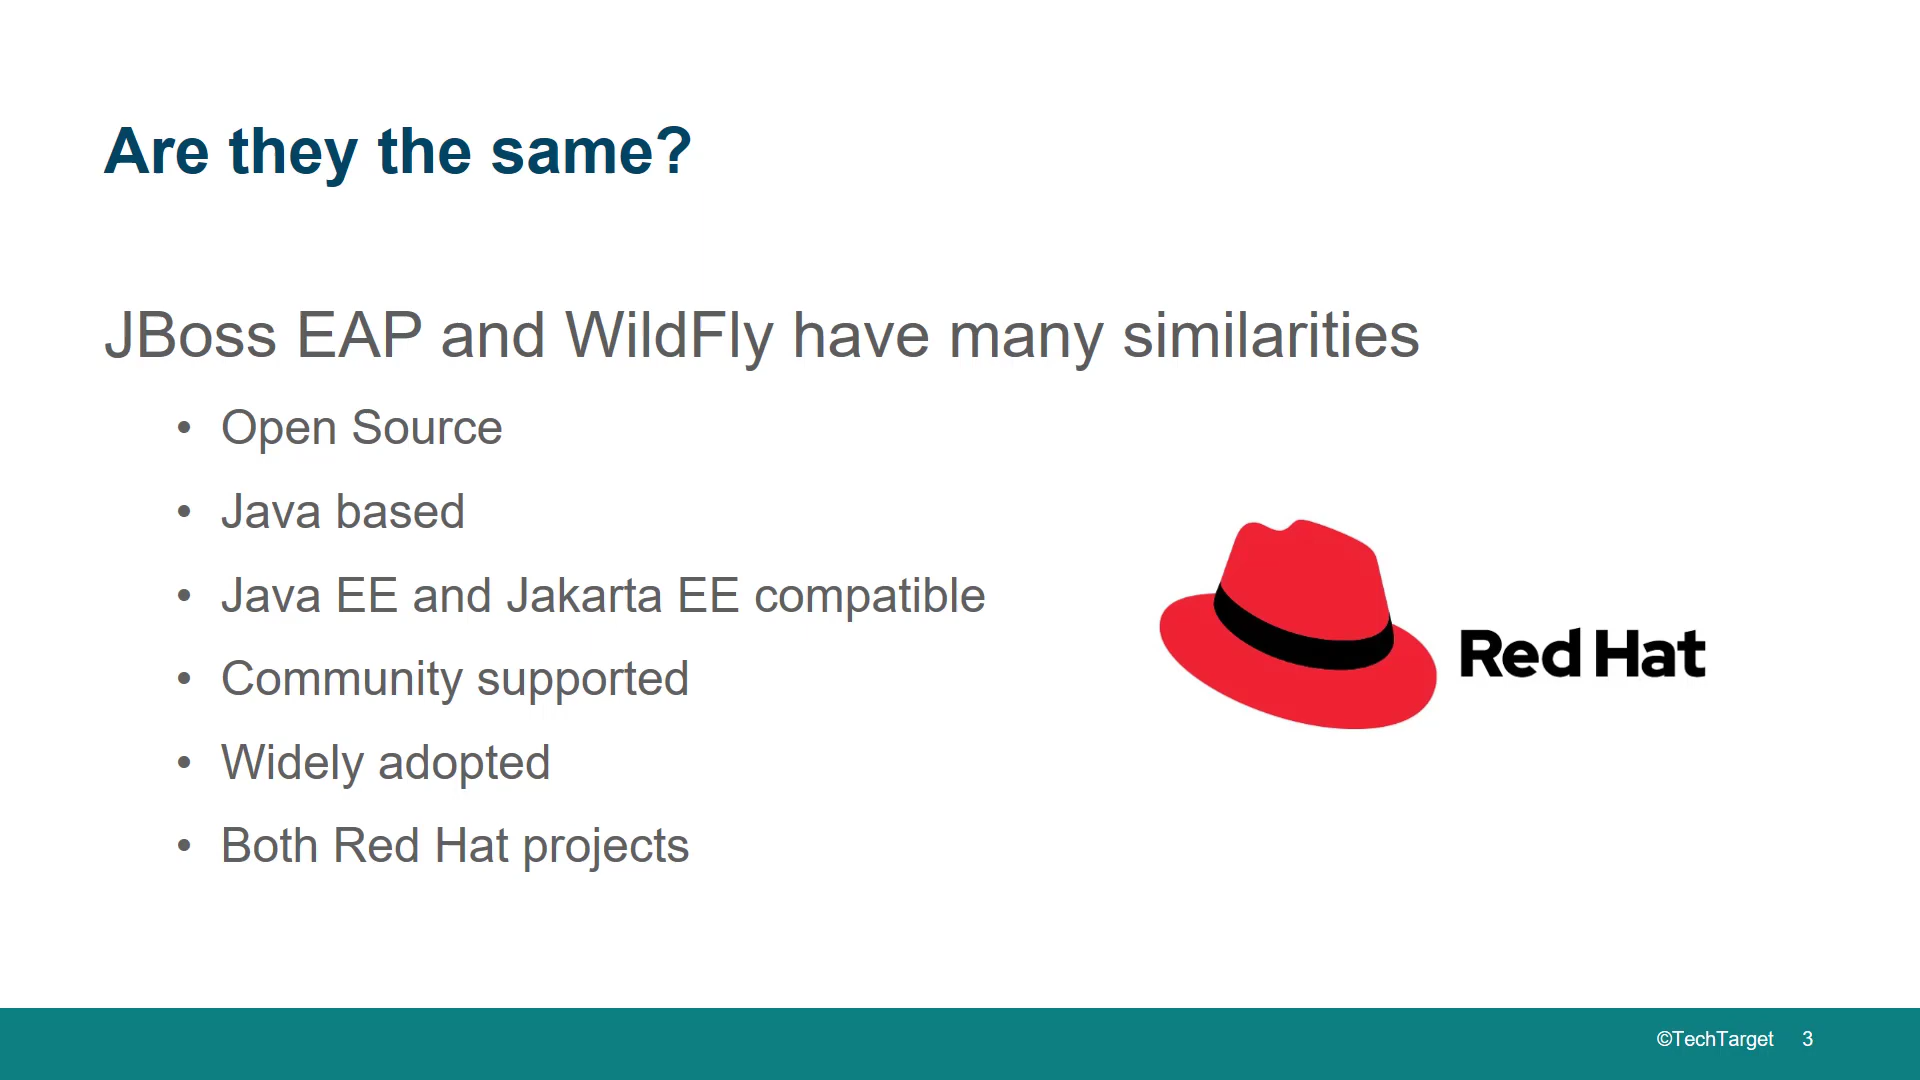 Are they the same?
JBoss EAP and WildFly have many similarities
• Open Source
• Java based
• Java EE and Jakarta EE compatible
• Community supported
• Widely adopted
• Both Red Hat projects
Red Hat
©TechTarget 3